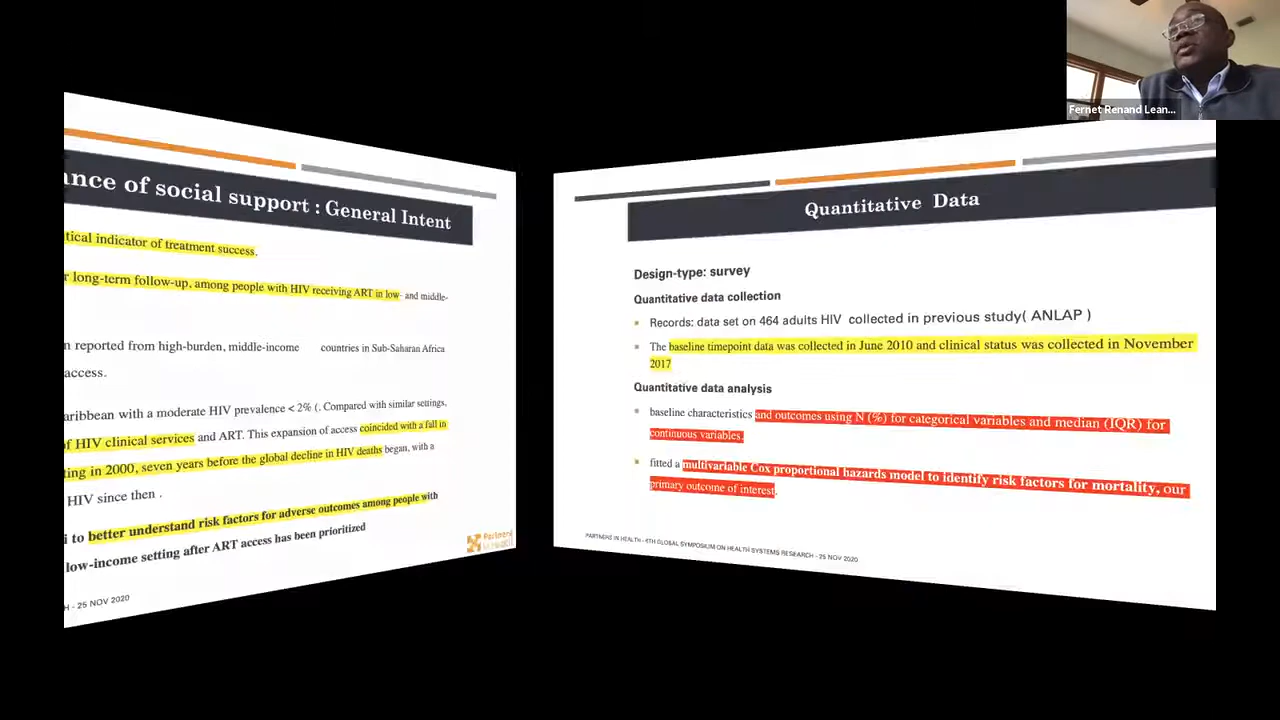 Fernet Renand Lean...
ance of social support : General Intent
tical indicator of treatment success.
r long-term follow-up, among people with HIV receiving ART in low- and middle-
n reported from high-burden, middle-income countries in Sub-Saharan Africa
access.
aribbean with a moderate HIV prevalence < 2% (. Compared with similar settings,
f HIV clinical services and ART. This expansion of access coincided with a fall in
ting in 2000, seven years before the global decline in HIV deaths began, with a
HIV since then .
i to better understand risk factors for adverse outcomes among people with
low-income setting after ART access has been prioritized
Partners
H - 25 NOV 2020
Quantitative Data
Design-type: survey
Quantitative data collection
Records: data set on 464 adults HIV collected in previous study( ANLAP )
The baseline timepoint data was collected in June 2010 and clinical status was collected in November
2017
Quantitative data analysis
baseline characteristics and outcomes using N (%) for categorical variables and median (IQR) for
continuous variables.
fitted a multivariable Cox proportional hazards model to identify risk factors for mortality, our
primary outcome of interest.
PARTNERS IN HEALTH - 6TH GLOBAL SYMPOSIUM ON HEALTH SYSTEMS RESEARCH - 25 NOV 2020